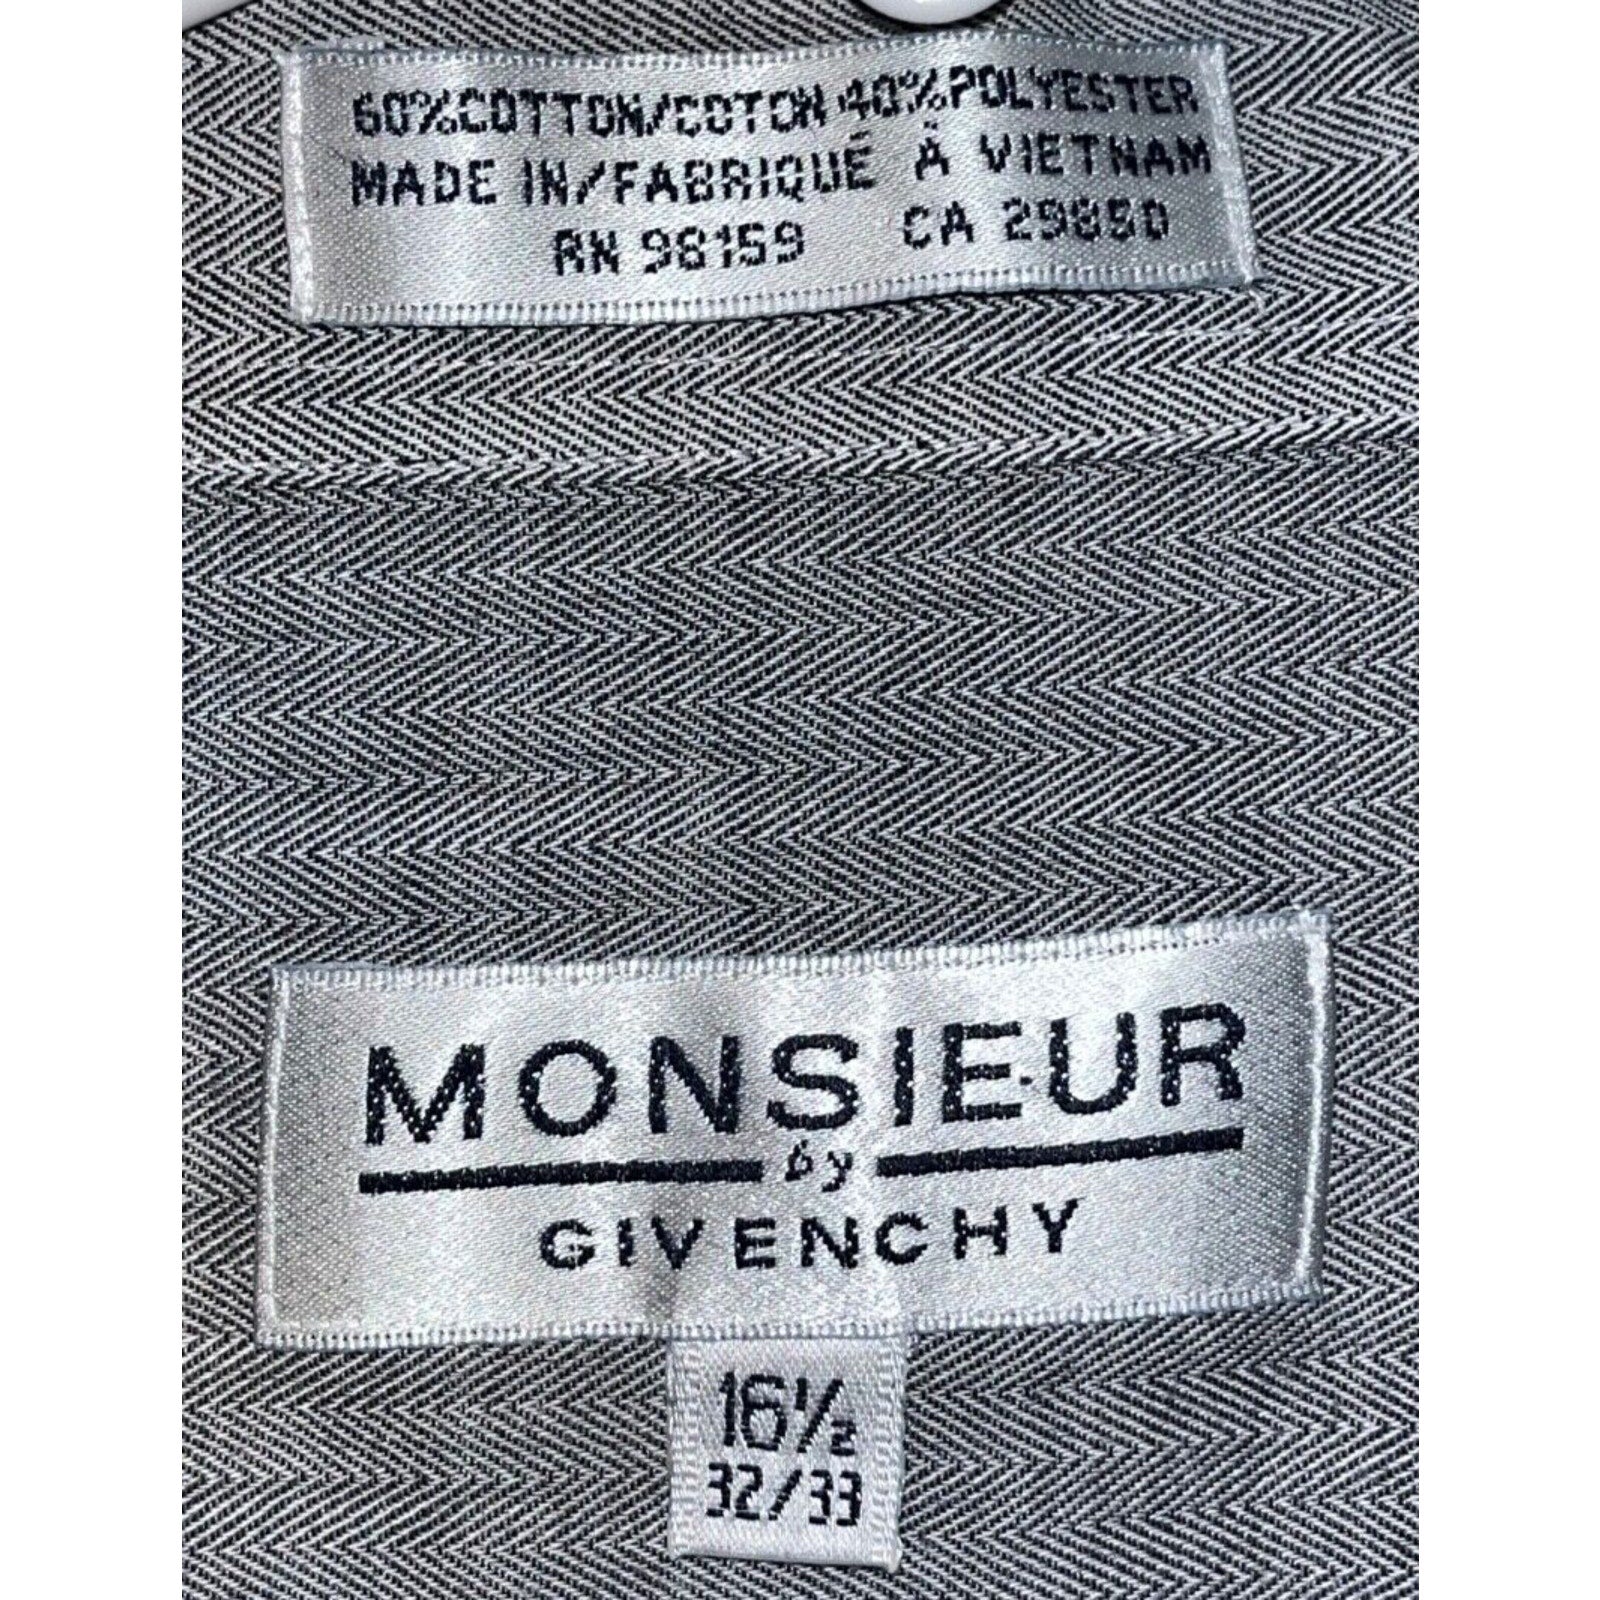 60%COTTON/COTON 40%POLYESTER
MADE IN/FABRIQUÉ À VIETNAM
RN 98159 CA 29850
MONSIEUR
by
GIVENCHY
16½
32/33